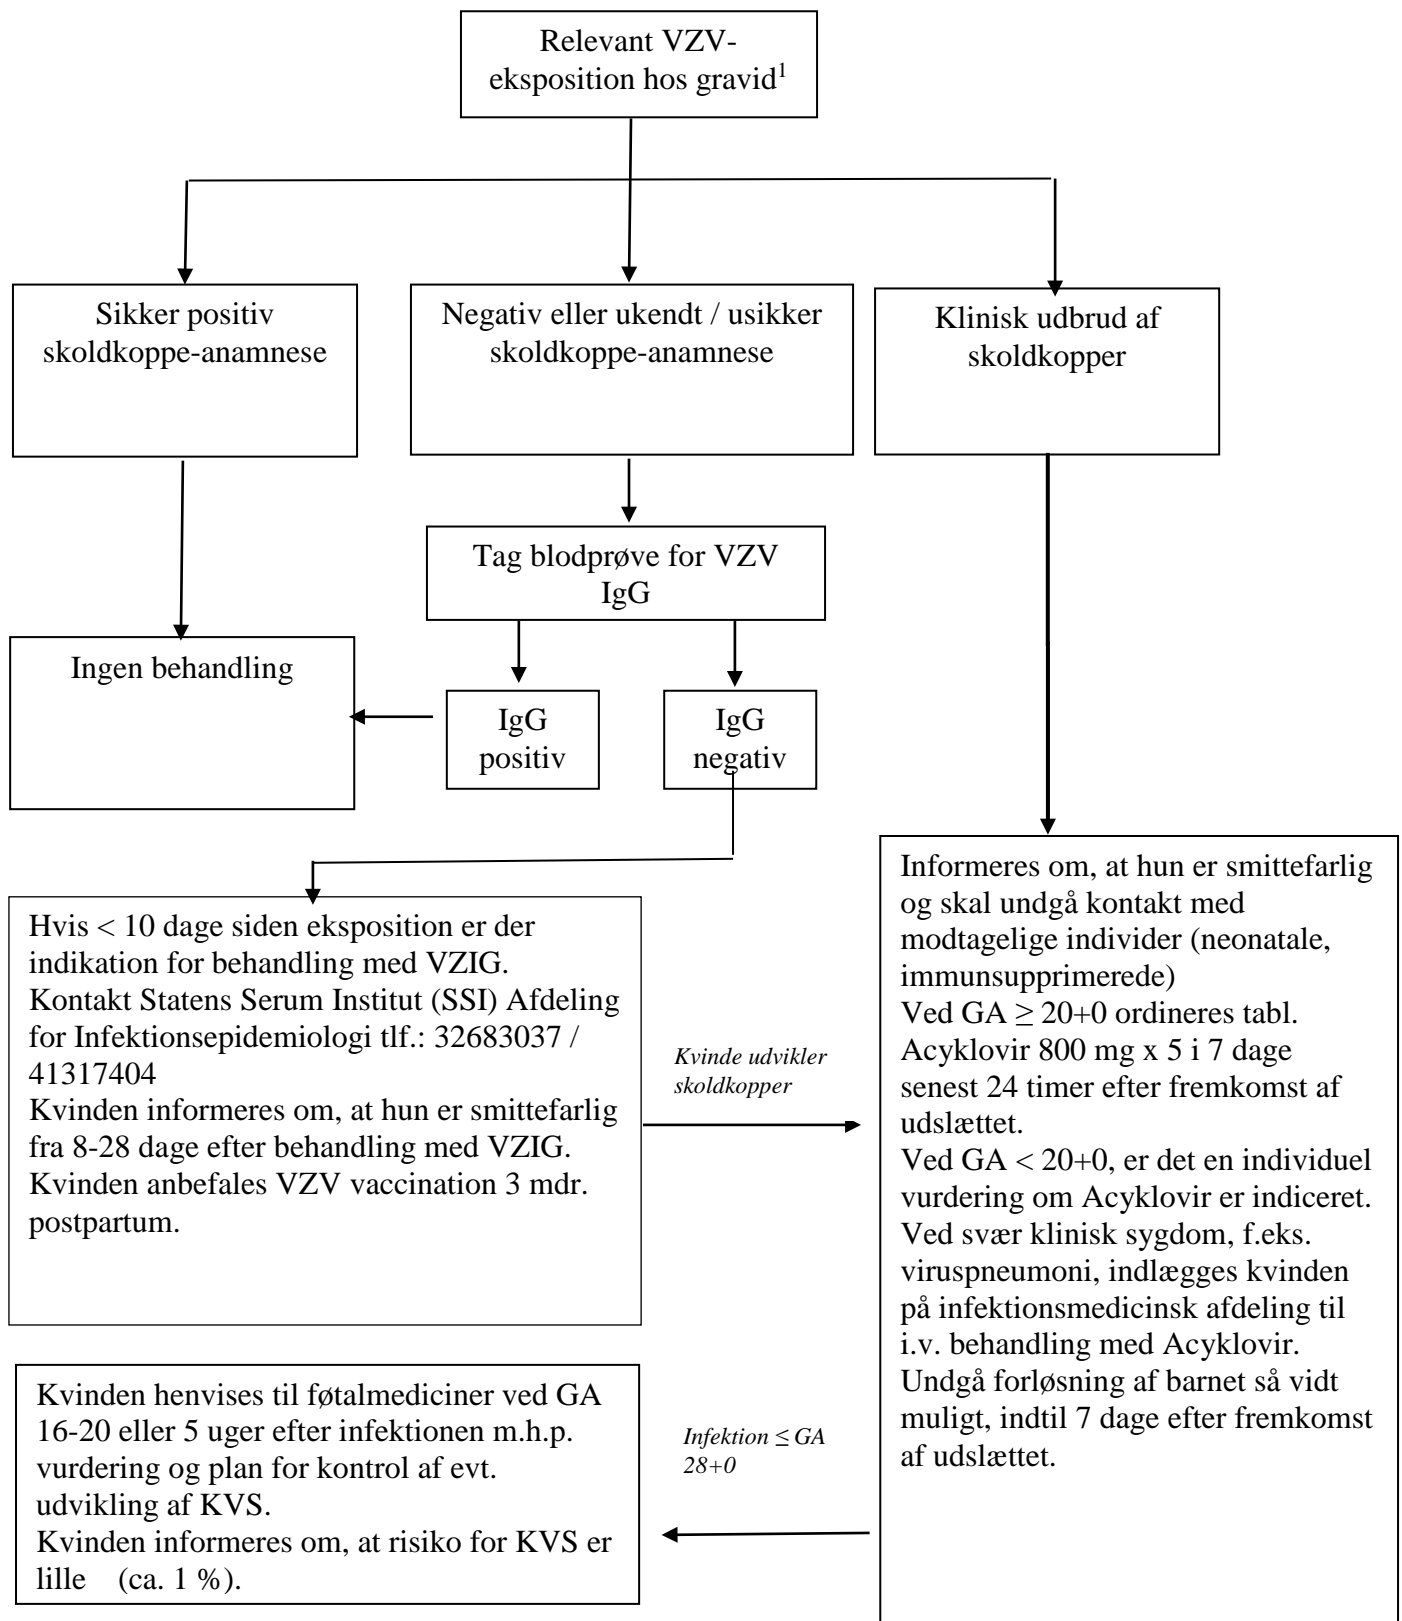 Relevant VZV-
eksposition hos gravid¹
Sikker positiv
skoldkoppe-anamnese
Negativ eller ukendt / usikker
skoldkoppe-anamnese
Klinisk udbrud af
skoldkopper
Tag blodprøve for VZV
IgG
Ingen behandling
IgG
positiv
IgG
negativ
Hvis < 10 dage siden eksposition er der
indikation for behandling med VZIG.
Kontakt Statens Serum Institut (SSI) Afdeling
for Infektionsepidemiologi tlf.: 32683037 /
41317404
Kvinden informeres om, at hun er smittefarlig
fra 8-28 dage efter behandling med VZIG.
Kvinden anbefales VZV vaccination 3 mdr.
postpartum.
Kvinde udvikler
skoldkopper
Informeres om, at hun er smittefarlig
og skal undgå kontakt med
modtagelige individer (neonatale,
immunsupprimerede)
Ved GA ≥ 20+0 ordineres tabl.
Acyklovir 800 mg x 5 i 7 dage
senest 24 timer efter fremkomst af
udslættet.
Ved GA < 20+0, er det en individuel
vurdering om Acyklovir er indiceret.
Ved svær klinisk sygdom, f.eks.
viruspneumoni, indlægges kvinden
på infektionsmedicinsk afdeling til
i.v. behandling med Acyklovir.
Undgå forløsning af barnet så vidt
muligt, indtil 7 dage efter fremkomst
af udslættet.
Infektion ≤ GA
28+0
Kvinden henvises til føtalmediciner ved GA
16-20 eller 5 uger efter infektionen m.h.p.
vurdering og plan for kontrol af evt.
udvikling af KVS.
Kvinden informeres om, at risiko for KVS er
lille (ca. 1 %).